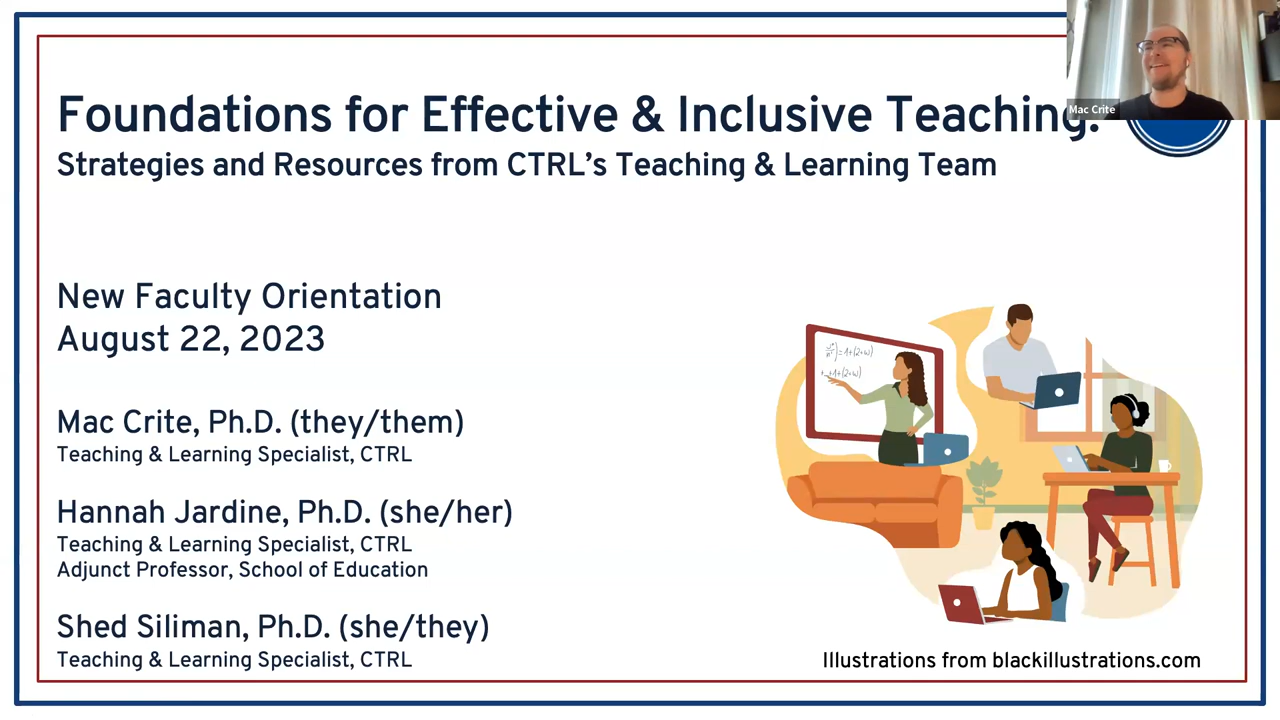 Foundations for Effective & Inclusive Teaching:
Strategies and Resources from CTRL's Teaching & Learning Team
Mac Crite
New Faculty Orientation
August 22, 2023
Mac Crite, Ph.D. (they/them)
Teaching & Learning Specialist, CTRL
Hannah Jardine, Ph.D. (she/her)
Teaching & Learning Specialist, CTRL
Adjunct Professor, School of Education
Shed Siliman, Ph.D. (she/they)
Teaching & Learning Specialist, CTRL
Illustrations from blackillustrations.com